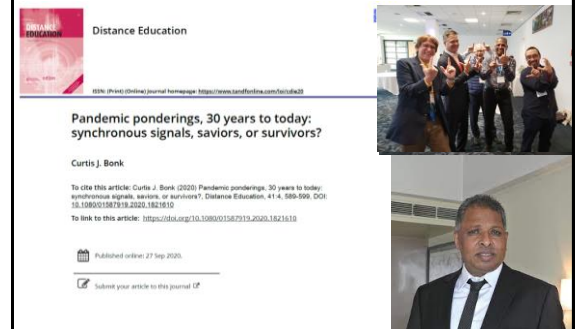 DISTANCE
EDUCATION
Distance Education
ISSN: (Print) (Online) Journal homepage: https://www.tandfonline.com/loi/cdie20
Pandemic ponderings, 30 years to today:
synchronous signals, saviors, or survivors?
Curtis J. Bonk
To cite this article: Curtis J. Bonk (2020) Pandemic ponderings, 30 years to today:
synchronous signals, saviors, or survivors?, Distance Education, 41:4, 589-599, DOI:
10.1080/01587919.2020.1821610
To link to this article: https://doi.org/10.1080/01587919.2020.1821610
Published online: 27 Sep 2020.
Submit your article to this journal